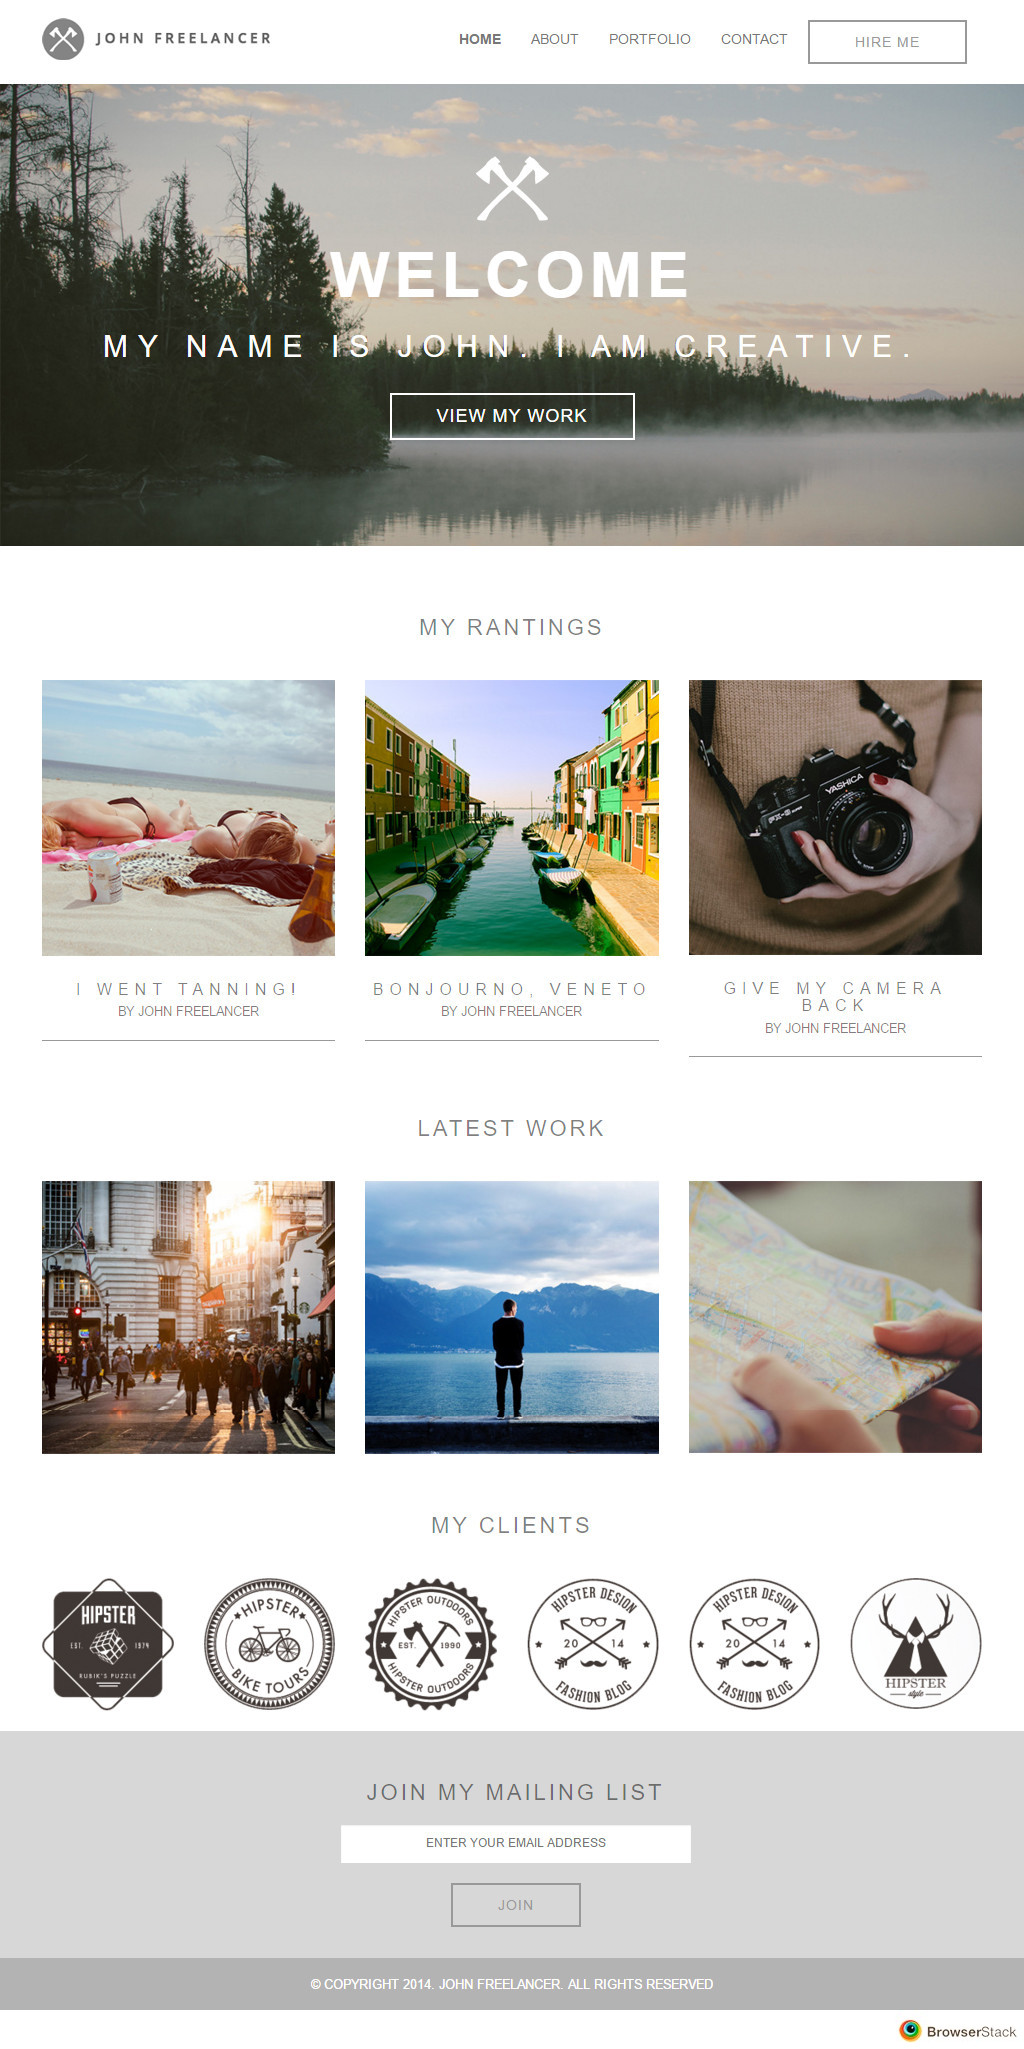 JOHN FREELANCER
HOME ABOUT PORTFOLIO CONTACT HIRE ME
WELCOME
MY NAME IS JOHN. I AM CREATIVE.
VIEW MY WORK
MY RANTINGS
YASHICA
I WENT TANNING!
BY JOHN FREELANCER
BONJOURNO, VENETO
BY JOHN FREELANCER
GIVE MY CAMERA
BACK
BY JOHN FREELANCER
LATEST WORK
MY CLIENTS
HIPSTER
EST. 1974
RUBIK'S PUZZLE
HIPSTER
BIKE TOURS
HIPSTER OUTDOORS
EST. 1990
HIPSTER OUTDOORS
HIPSTER DESIGN
20 14
FASHION BLOG
HIPSTER DESIGN
20 14
FASHION BLOG
HIPSTER
style
JOIN MY MAILING LIST
ENTER YOUR EMAIL ADDRESS
JOIN
© COPYRIGHT 2014. JOHN FREELANCER. ALL RIGHTS RESERVED
BrowserStack